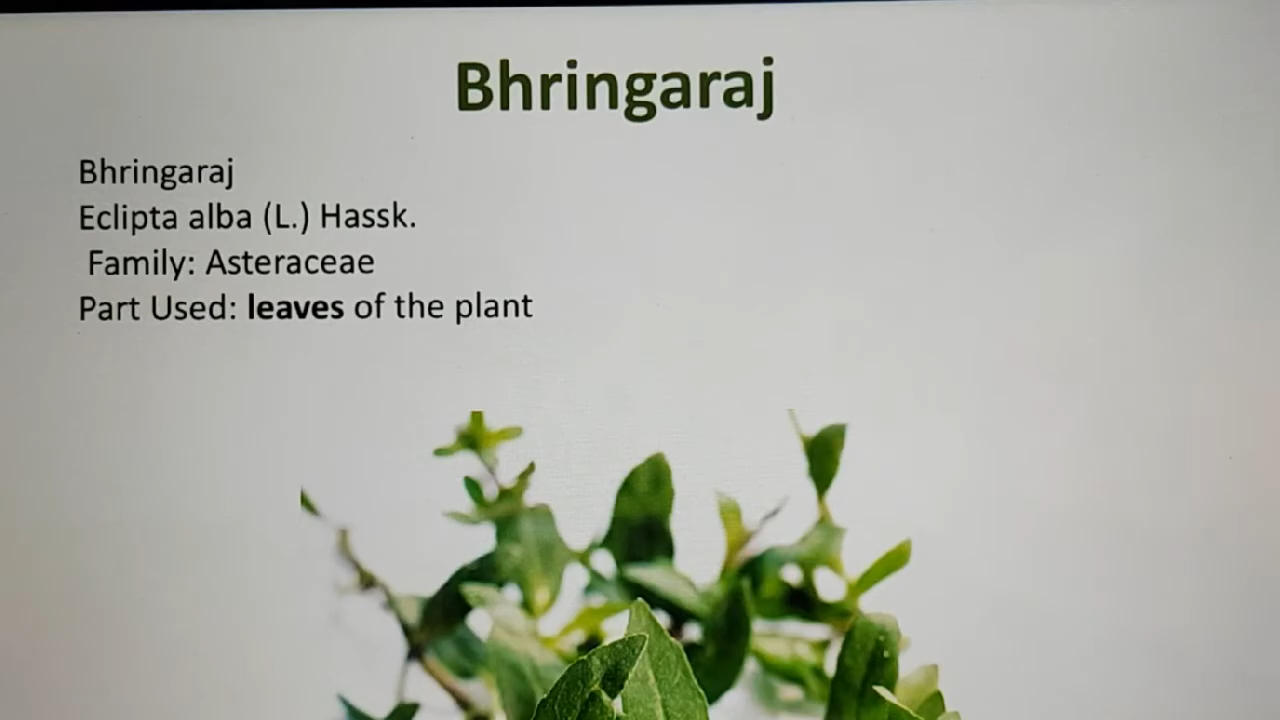 Bhringaraj
Bhringaraj
Eclipta alba (L.) Hassk.
Family: Asteraceae
Part Used: leaves of the plant